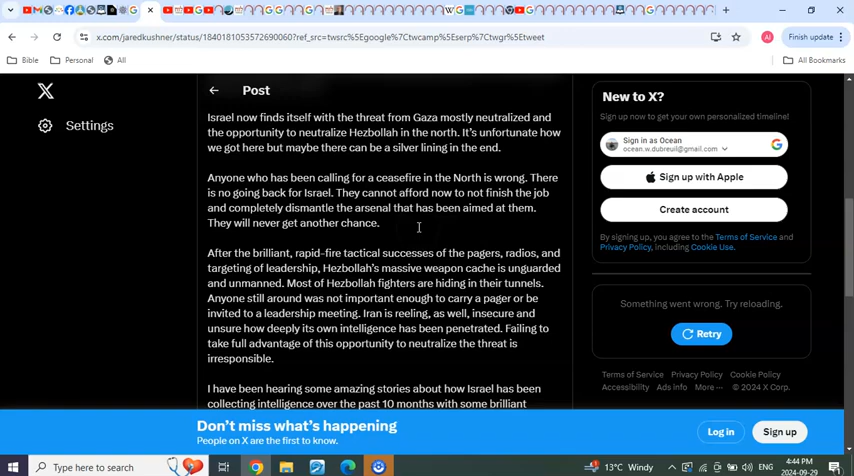 Finish update
x.com/jaredkushner/status/1840181053572690060?ref_src=twsrc%5Egoogle%7Ctwcamp%5Eserp%7Ctwgr%5Etweet
AI
Bible
Personal
All
All Bookmarks
Post
Settings
Israel now finds itself with the threat from Gaza mostly neutralized and
the opportunity to neutralize Hezbollah in the north. It's unfortunate how
we got here but maybe there can be a silver lining in the end.
Anyone who has been calling for a ceasefire in the North is wrong. There
is no going back for Israel. They cannot afford now to not finish the job
and completely dismantle the arsenal that has been aimed at them.
They will never get another chance.
After the brilliant, rapid-fire tactical successes of the pagers, radios, and
targeting of leadership, Hezbollah's massive weapon cache is unguarded
and unmanned. Most of Hezbollah fighters are hiding in their tunnels.
Anyone still around was not important enough to carry a pager or be
invited to a leadership meeting. Iran is reeling, as well, insecure and
unsure how deeply its own intelligence has been penetrated. Failing to
take full advantage of this opportunity to neutralize the threat is
irresponsible.
I have been hearing some amazing stories about how Israel has been
collecting intelligence over the past 10 months with some brilliant
New to X?
Sign up now to get your own personalized timeline!
Sign in as Ocean
ocean.w.dubreuil@gmail.com
Sign up with Apple
Create account
By signing up, you agree to the Terms of Service and
Privacy Policy, including Cookie Use.
Something went wrong. Try reloading.
Retry
Terms of Service Privacy Policy Cookie Policy
Accessibility Ads info More ··· © 2024 X Corp.
Don't miss what's happening
People on X are the first to know.
Log in
Sign up
Type here to search
13°C Windy
ENG
4:44 PM
2024-09-29